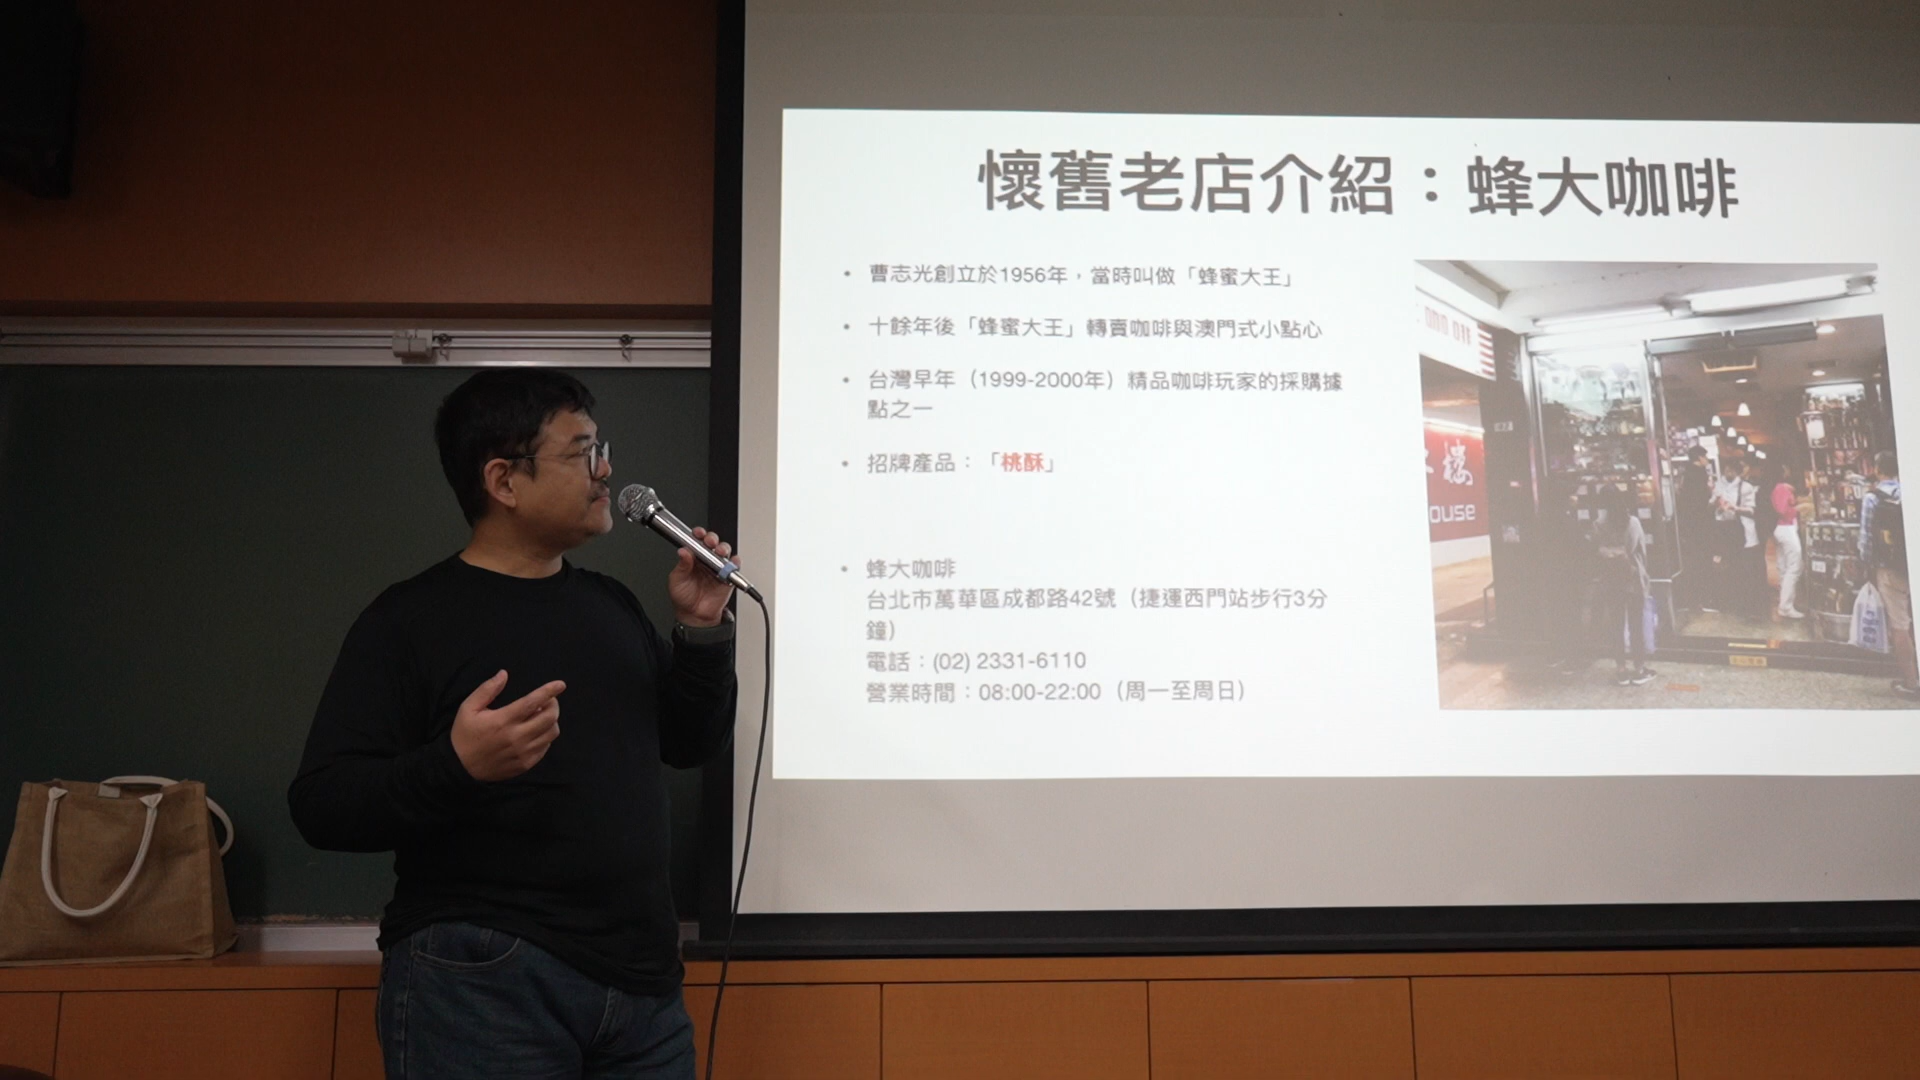 懷舊老店介紹：蜂大咖啡
• 曹志光創立於1956年，當時叫做「蜂蜜大王」
• 十餘年後「蜂蜜大王」轉賣咖啡與澳門式小點心
• 台灣早年（1999-2000年）精品咖啡玩家的採購據
點之一
• 招牌產品：「桃酥」
• 蜂大咖啡
台北市萬華區成都路42號（捷運西門站步行3分
鐘）
電話：(02) 2331-6110
營業時間：08:00-22:00（周一至周日）
樓
ouse